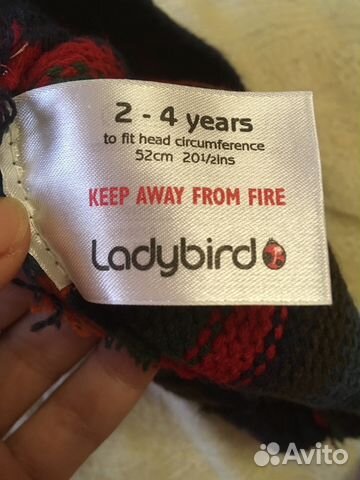 2 - 4 years
to fit head circumference
52cm 20½ins
KEEP AWAY FROM FIRE
Ladybird
Avito